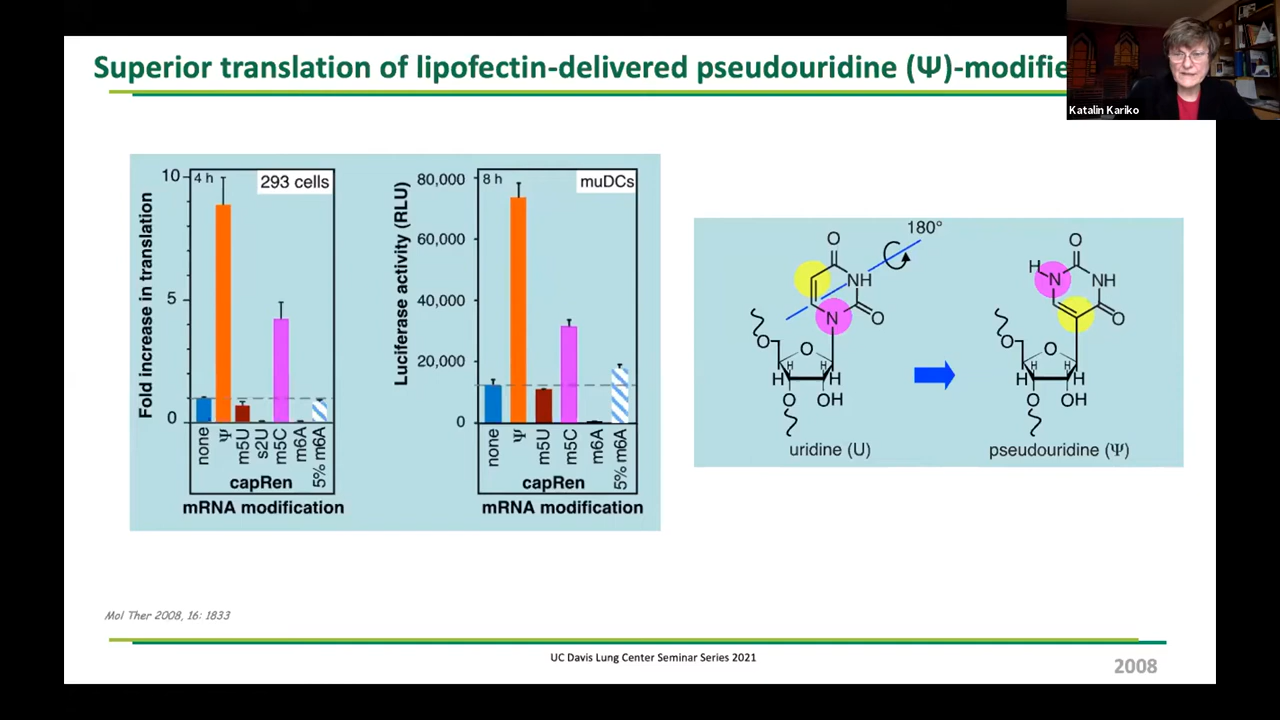 Superior translation of lipofectin-delivered pseudouridine (Ψ)-modifie
Katalin Kariko
Fold increase in translation
10
5
0
4 h
293 cells
none
Ψ
m5U
s2U
m5C
m6A
5% m6A
capRen
mRNA modification
Luciferase activity (RLU)
80,000
60,000
40,000
20,000
0
8 h
muDCs
none
Ψ
m5U
m5C
m6A
5% m6A
capRen
mRNA modification
180°
O
NH
N
O
O
O
H
H
H
H
O
OH
uridine (U)
O
H
N
NH
O
O
O
H
H
H
H
O
OH
pseudouridine (Ψ)
Mol Ther 2008, 16: 1833
UC Davis Lung Center Seminar Series 2021
2008